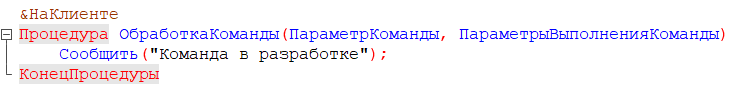 &НаКлиенте
Процедура ОбработкаКоманды(ПараметрКоманды, ПараметрыВыполненияКоманды)
Сообщить("Команда в разработке");
КонецПроцедуры